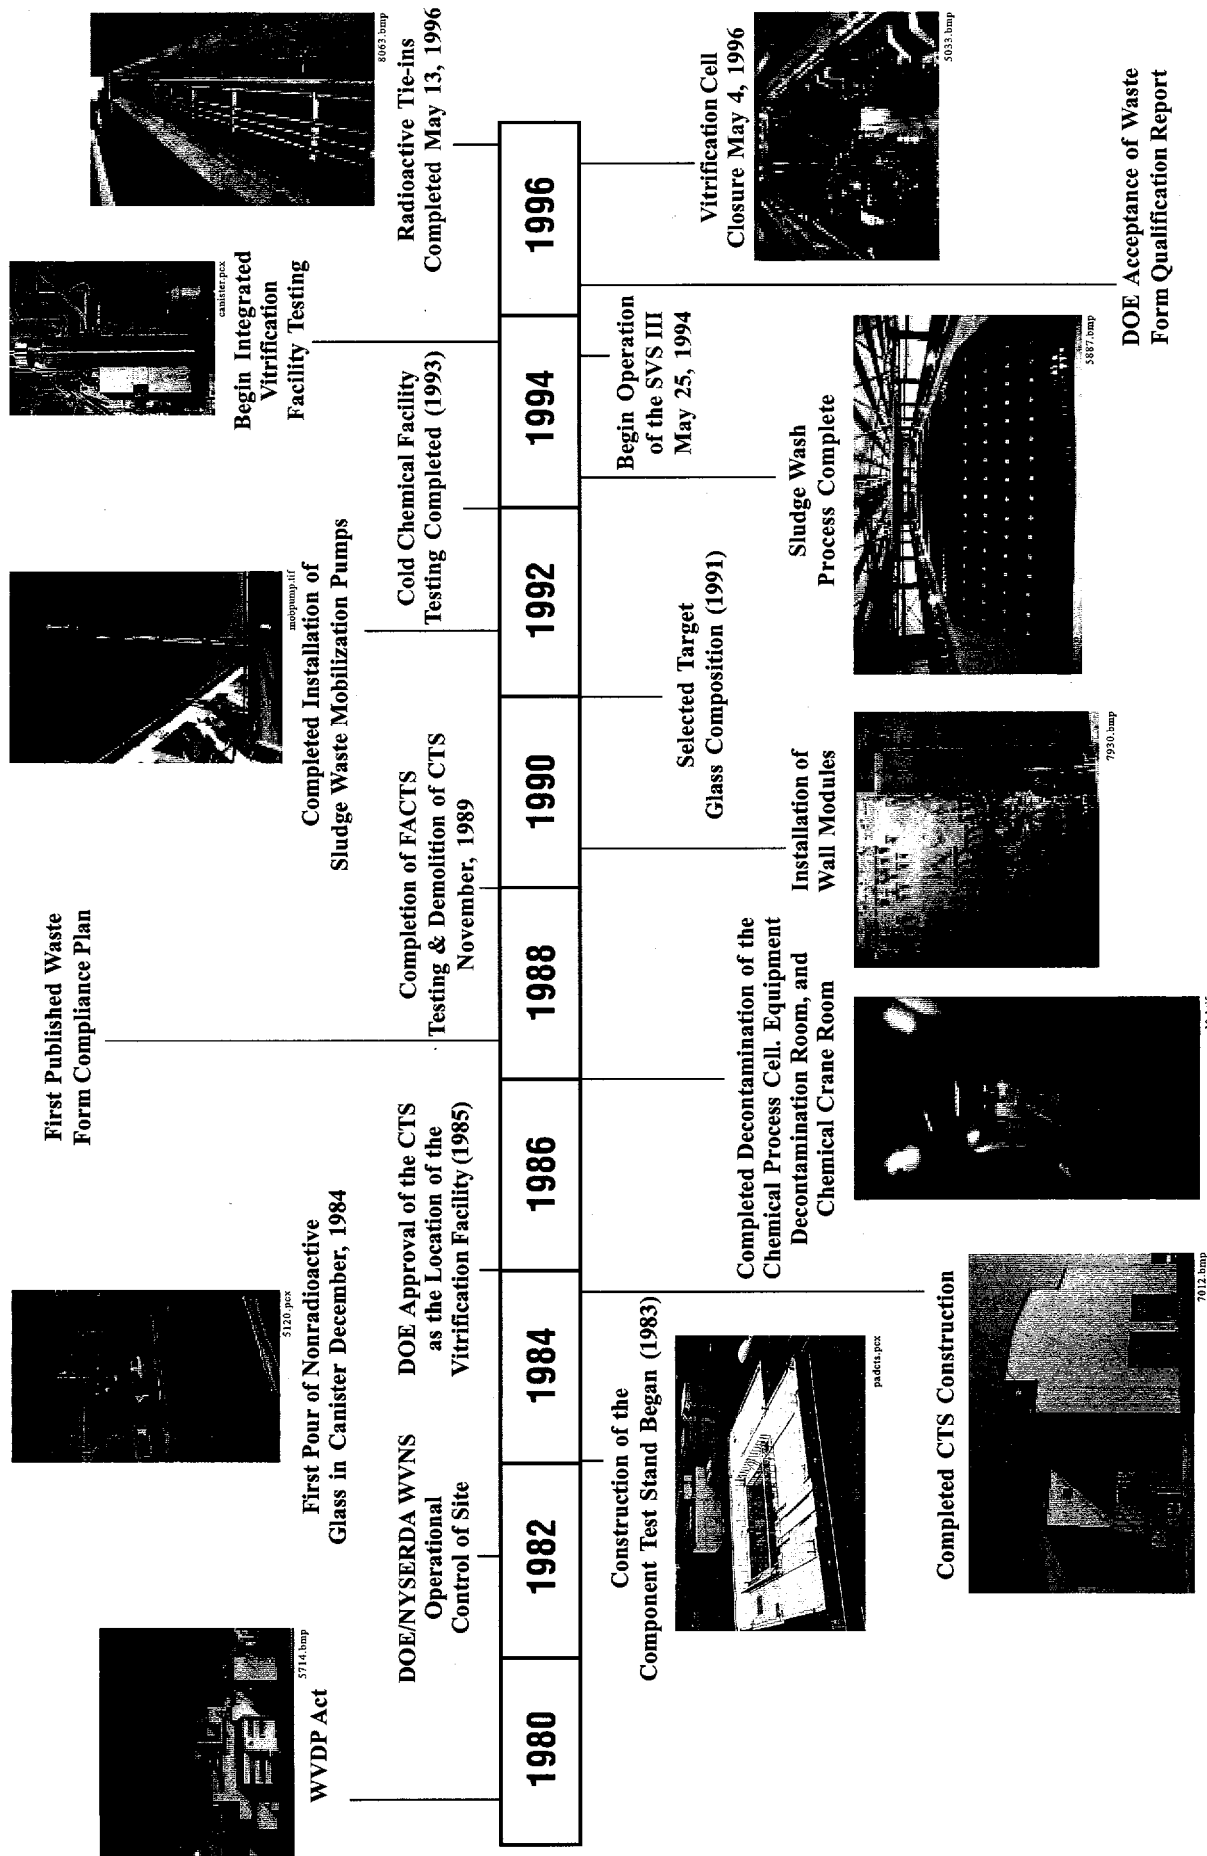 5714.bmp
WVDP Act
DOE/NYSERDA WVNS
Operational
Control of Site
5120.pcx
First Pour of Nonradioactive
Glass in Canister December, 1984
DOE Approval of the CTS
as the Location of the
Vitrification Facility (1985)
First Published Waste
Form Compliance Plan
Completion of FACTS
Testing & Demolition of CTS
November, 1989
mobpump.tif
Completed Installation of
Sludge Waste Mobilization Pumps
Cold Chemical Facility
Testing Completed (1993)
canister.pcx
Begin Integrated
Vitrification
Facility Testing
8063.bmp
Radioactive Tie-ins
Completed May 13, 1996
1980
1982
1984
1986
1988
1990
1992
1994
1996
Construction of the
Component Test Stand Began (1983)
padcts.pcx
Completed CTS Construction
7012.bmp
Completed Decontamination of the
Chemical Process Cell. Equipment
Decontamination Room, and
Chemical Crane Room
Installation of
Wall Modules
7930.bmp
Selected Target
Glass Composition (1991)
Sludge Wash
Process Complete
5887.bmp
Begin Operation
of the SVS III
May 25, 1994
DOE Acceptance of Waste
Form Qualification Report
Vitrification Cell
Closure May 4, 1996
5033.bmp